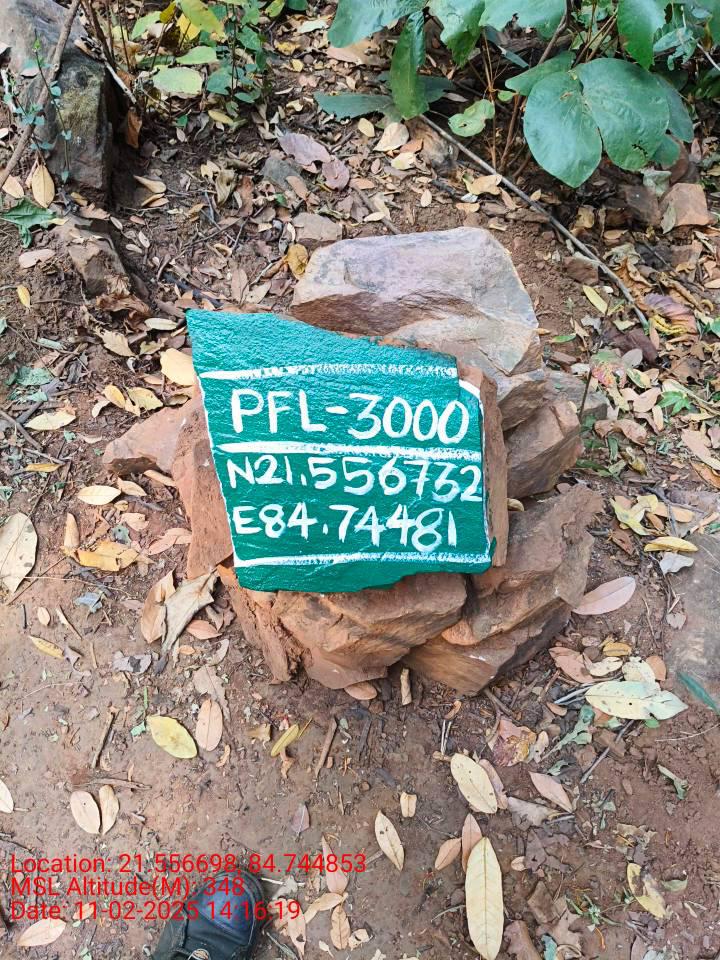 PFL-3000
N21.556732
E84.74481
Location: 21.556698, 84.744853
MSL Altitude(M): 348
Date: 11-02-2025 14:16:19